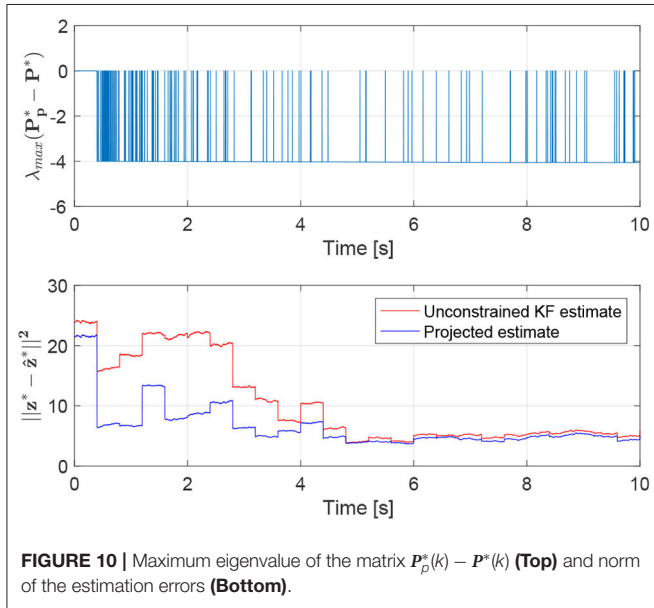 2
0
-2
-4
-6
λmax(P*p − P*)
0 2 4 6 8 10
Time [s]
30
20
10
0
||z* − ẑ*||²
Unconstrained KF estimate
Projected estimate
0 2 4 6 8 10
Time [s]
FIGURE 10 | Maximum eigenvalue of the matrix P*p(k) − P*(k) (Top) and norm
of the estimation errors (Bottom).